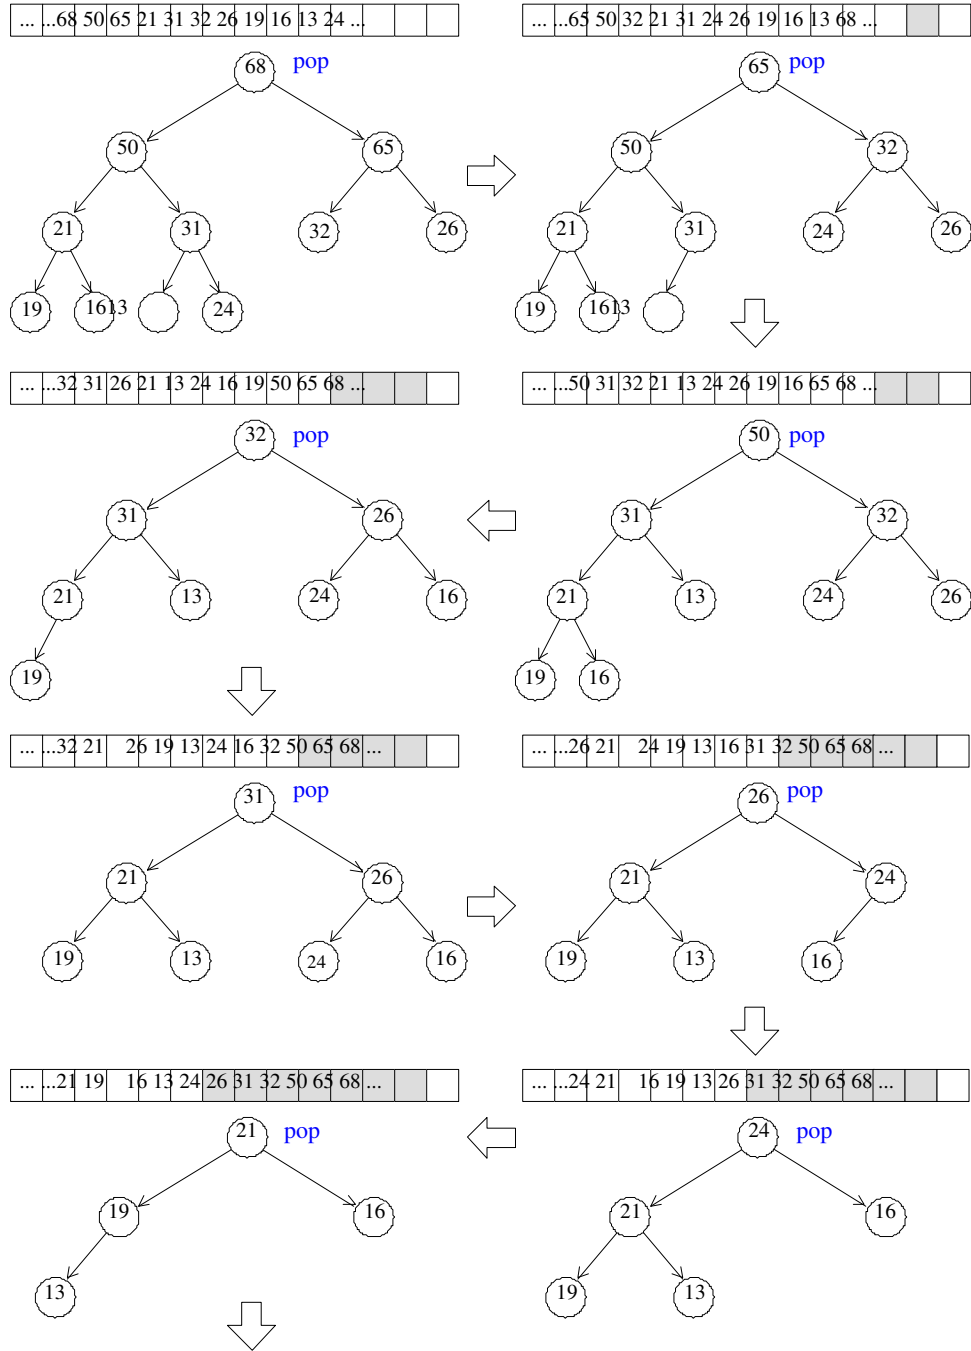 ... ...68 50 65 21 31 32 26 19 16 13 24 ...
... ...65 50 32 21 31 24 26 19 16 13 68 ...
68 pop
65 pop
50 65
50 32
21 31 32 26
21 31 24 26
19 1613 24
19 1613
... ...32 31 26 21 13 24 16 19 50 65 68 ...
... ...50 31 32 21 13 24 26 19 16 65 68 ...
32 pop
50 pop
31 26
31 32
21 13 24 16
21 13 24 26
19
19 16
... ...32 21 26 19 13 24 16 32 50 65 68 ...
... ...26 21 24 19 13 16 31 32 50 65 68 ...
31 pop
26 pop
21 26
21 24
19 13 24 16
19 13 16
... ...21 19 16 13 24 26 31 32 50 65 68 ...
... ...24 21 16 19 13 26 31 32 50 65 68 ...
21 pop
24 pop
19 16
21 16
13
19 13